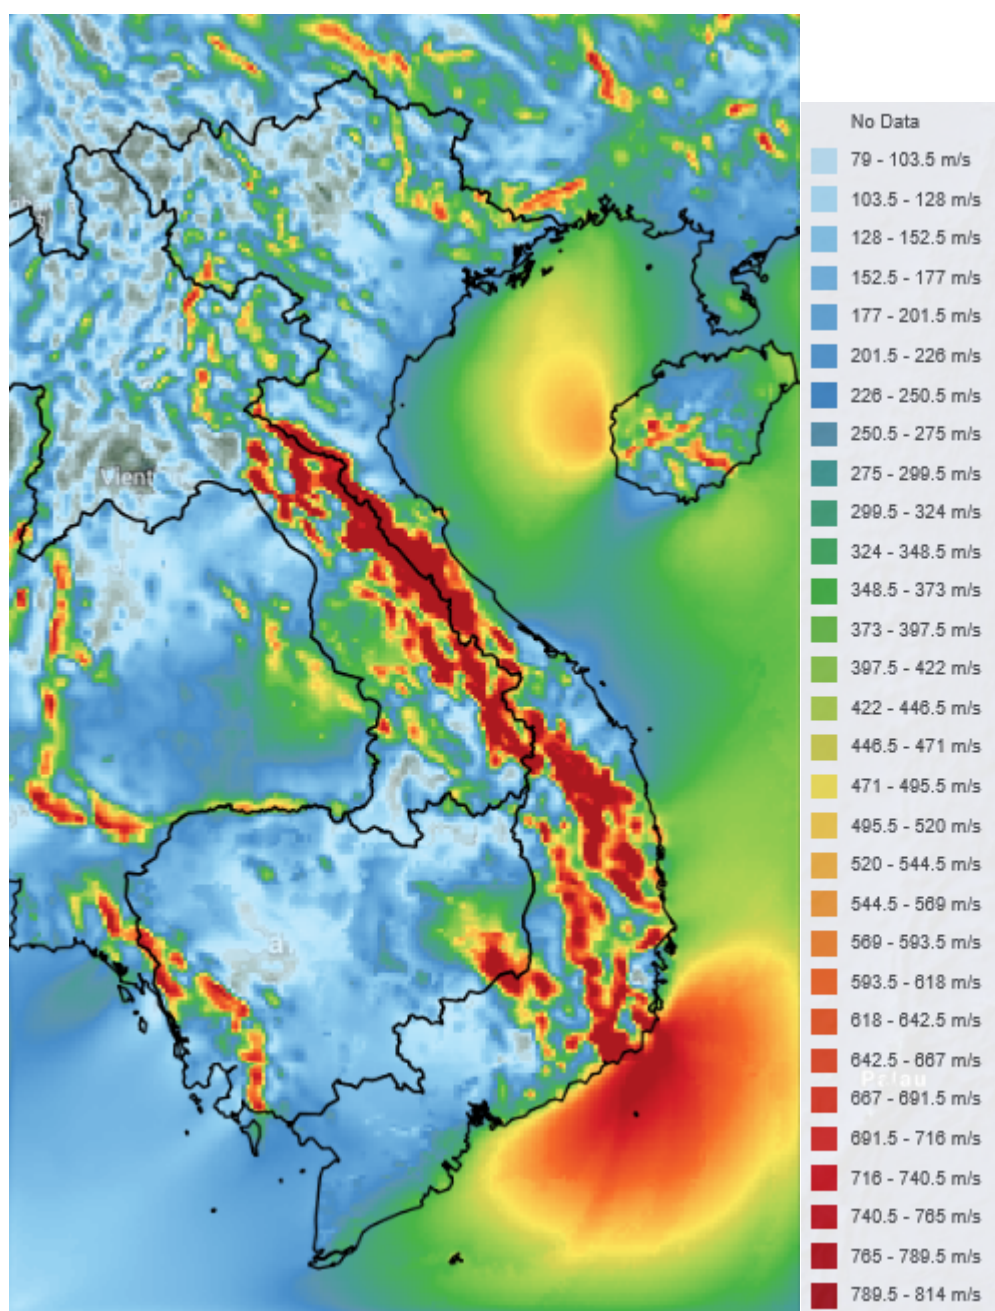 Vient
a
No Data
79 - 103.5 m/s
103.5 - 128 m/s
128 - 152.5 m/s
152.5 - 177 m/s
177 - 201.5 m/s
201.5 - 226 m/s
226 - 250.5 m/s
250.5 - 275 m/s
275 - 299.5 m/s
299.5 - 324 m/s
324 - 348.5 m/s
348.5 - 373 m/s
373 - 397.5 m/s
397.5 - 422 m/s
422 - 446.5 m/s
446.5 - 471 m/s
471 - 495.5 m/s
495.5 - 520 m/s
520 - 544.5 m/s
544.5 - 569 m/s
569 - 593.5 m/s
593.5 - 618 m/s
618 - 642.5 m/s
642.5 - 667 m/s
Palau
667 - 691.5 m/s
691.5 - 716 m/s
716 - 740.5 m/s
740.5 - 765 m/s
765 - 789.5 m/s
789.5 - 814 m/s